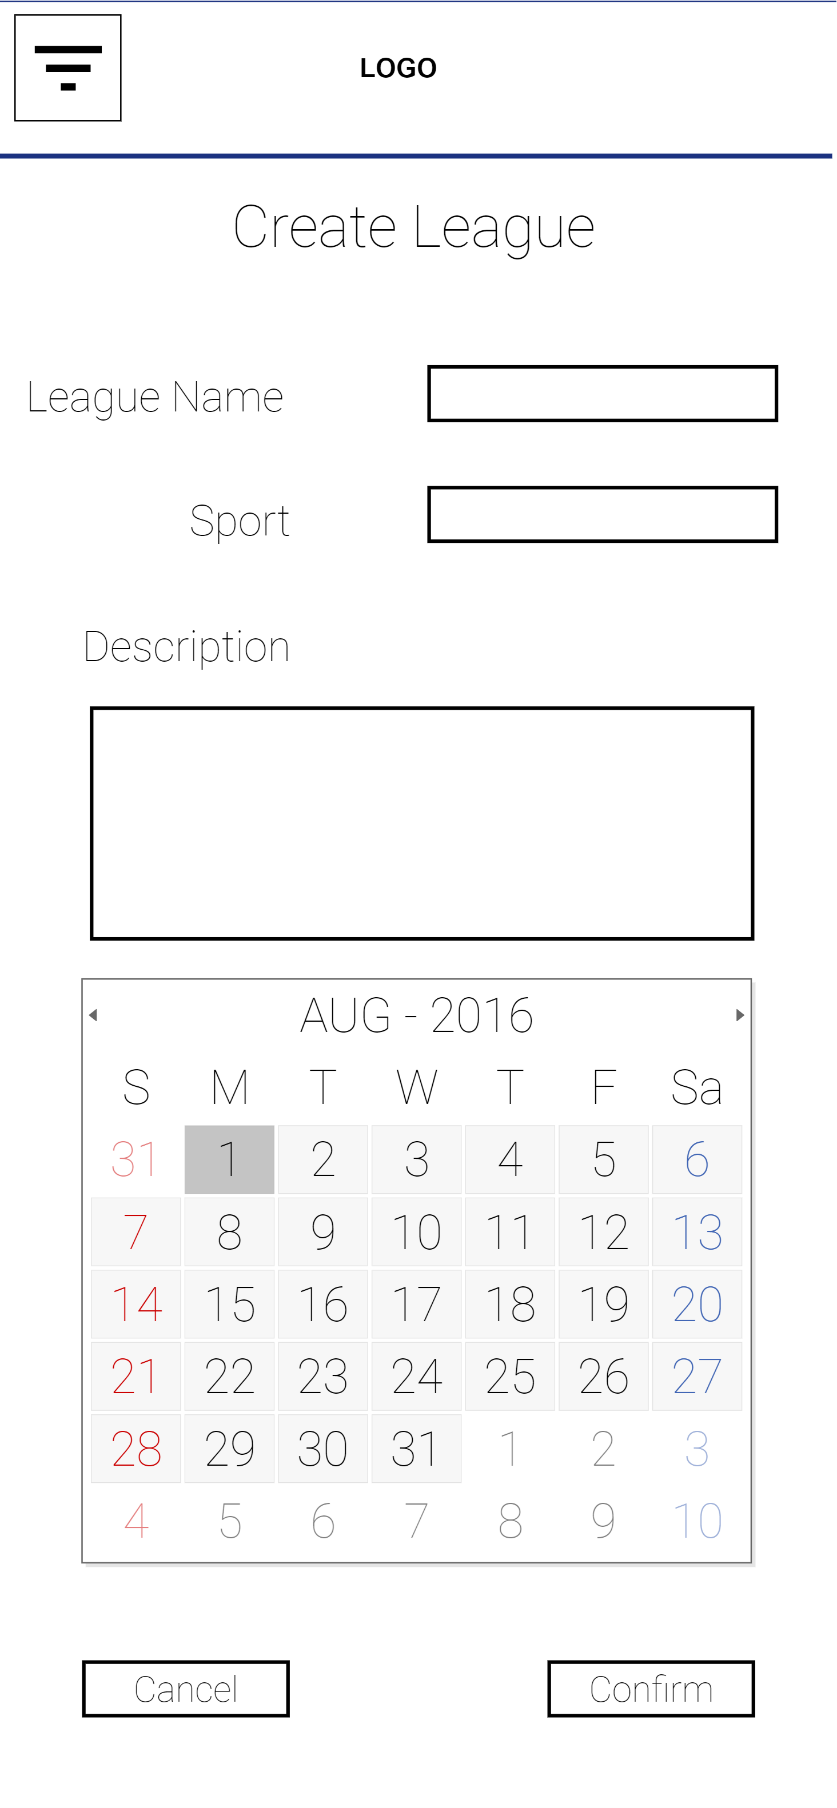 LOGO
Create League
League Name
Sport
Description
AUG - 2016
S M T W T F Sa
31 1 2 3 4 5 6
7 8 9 10 11 12 13
14 15 16 17 18 19 20
21 22 23 24 25 26 27
28 29 30 31 1 2 3
4 5 6 7 8 9 10
Cancel Confirm